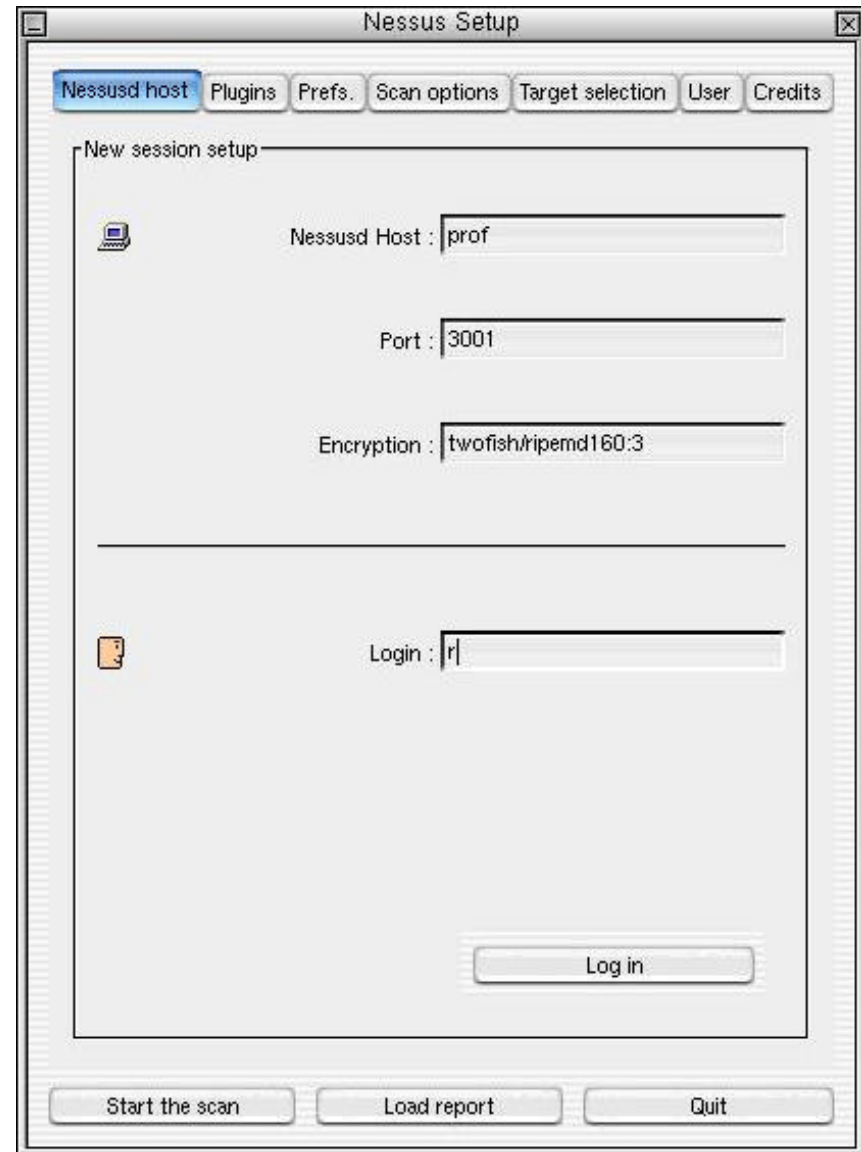 Nessus Setup
Nessusd host Plugins Prefs. Scan options Target selection User Credits
New session setup
Nessusd Host : prof
Port : 3001
Encryption : twofish/ripemd160:3
Login : r
Log in
Start the scan Load report Quit